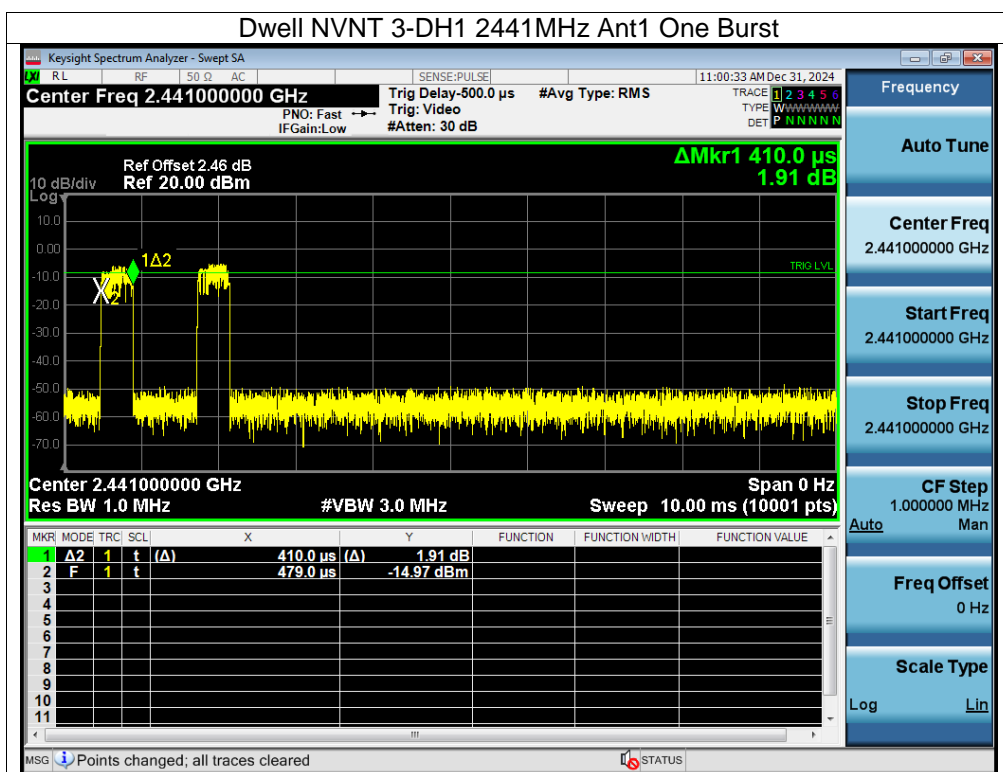 Dwell NVNT 3-DH1 2441MHz Ant1 One Burst
Keysight Spectrum Analyzer - Swept SA
LXI RL RF 50 Ω AC SENSE:PULSE 11:00:33 AM Dec 31, 2024
Center Freq 2.441000000 GHz Trig Delay-500.0 µs #Avg Type: RMS TRACE 1 2 3 4 5 6
PNO: Fast Trig: Video TYPE WWWWWW
IFGain:Low #Atten: 30 dB DET P N N N N N
ΔMkr1 410.0 µs
1.91 dB
Ref Offset 2.46 dB
10 dB/div Ref 20.00 dBm
Log
10.0
0.00
1Δ2
TRIG LVL
-10.0
X2
-20.0
-30.0
-40.0
-50.0
-60.0
-70.0
Center 2.441000000 GHz Span 0 Hz
Res BW 1.0 MHz #VBW 3.0 MHz Sweep 10.00 ms (10001 pts)
MKR MODE TRC SCL X Y FUNCTION FUNCTION WIDTH FUNCTION VALUE
1 Δ2 1 t (Δ) 410.0 µs (Δ) 1.91 dB
2 F 1 t 479.0 µs -14.97 dBm
3
4
5
6
7
8
9
10
11
MSG Points changed; all traces cleared STATUS
Frequency
Auto Tune
Center Freq
2.441000000 GHz
Start Freq
2.441000000 GHz
Stop Freq
2.441000000 GHz
CF Step
1.000000 MHz
Auto Man
Freq Offset
0 Hz
Scale Type
Log Lin